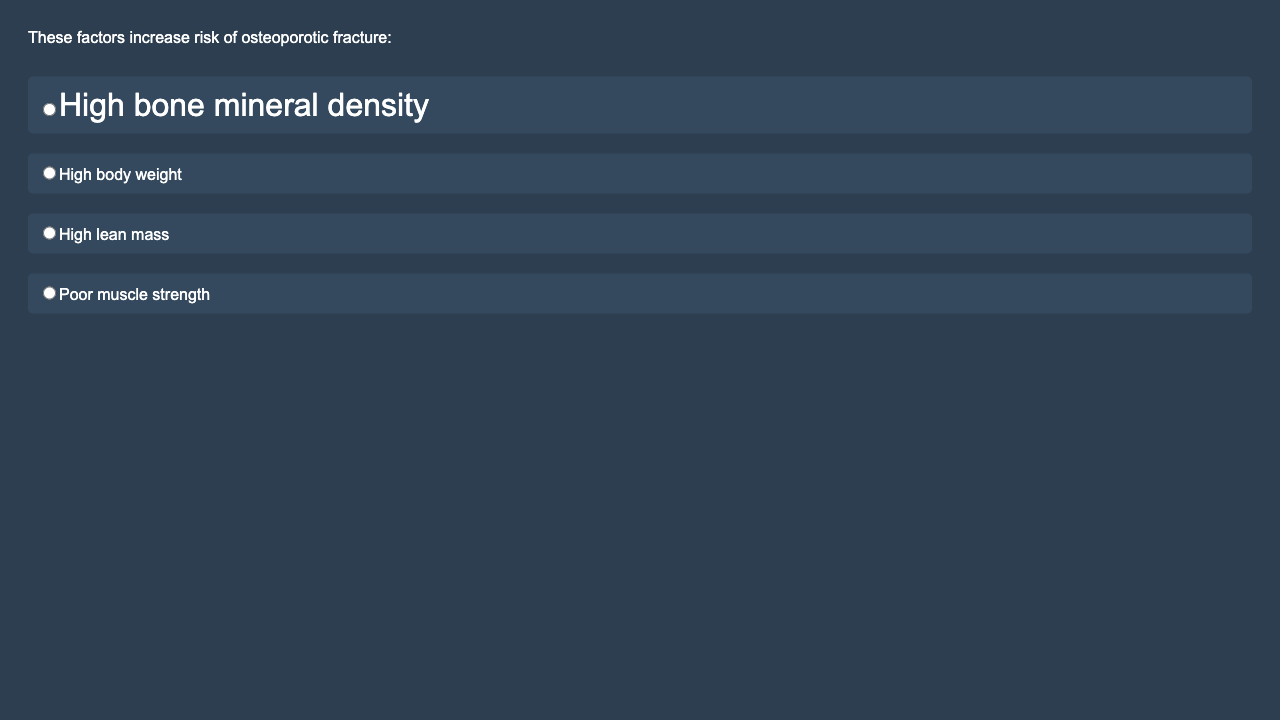 These factors increase risk of osteoporotic fracture:
High bone mineral density
High body weight
High lean mass
Poor muscle strength